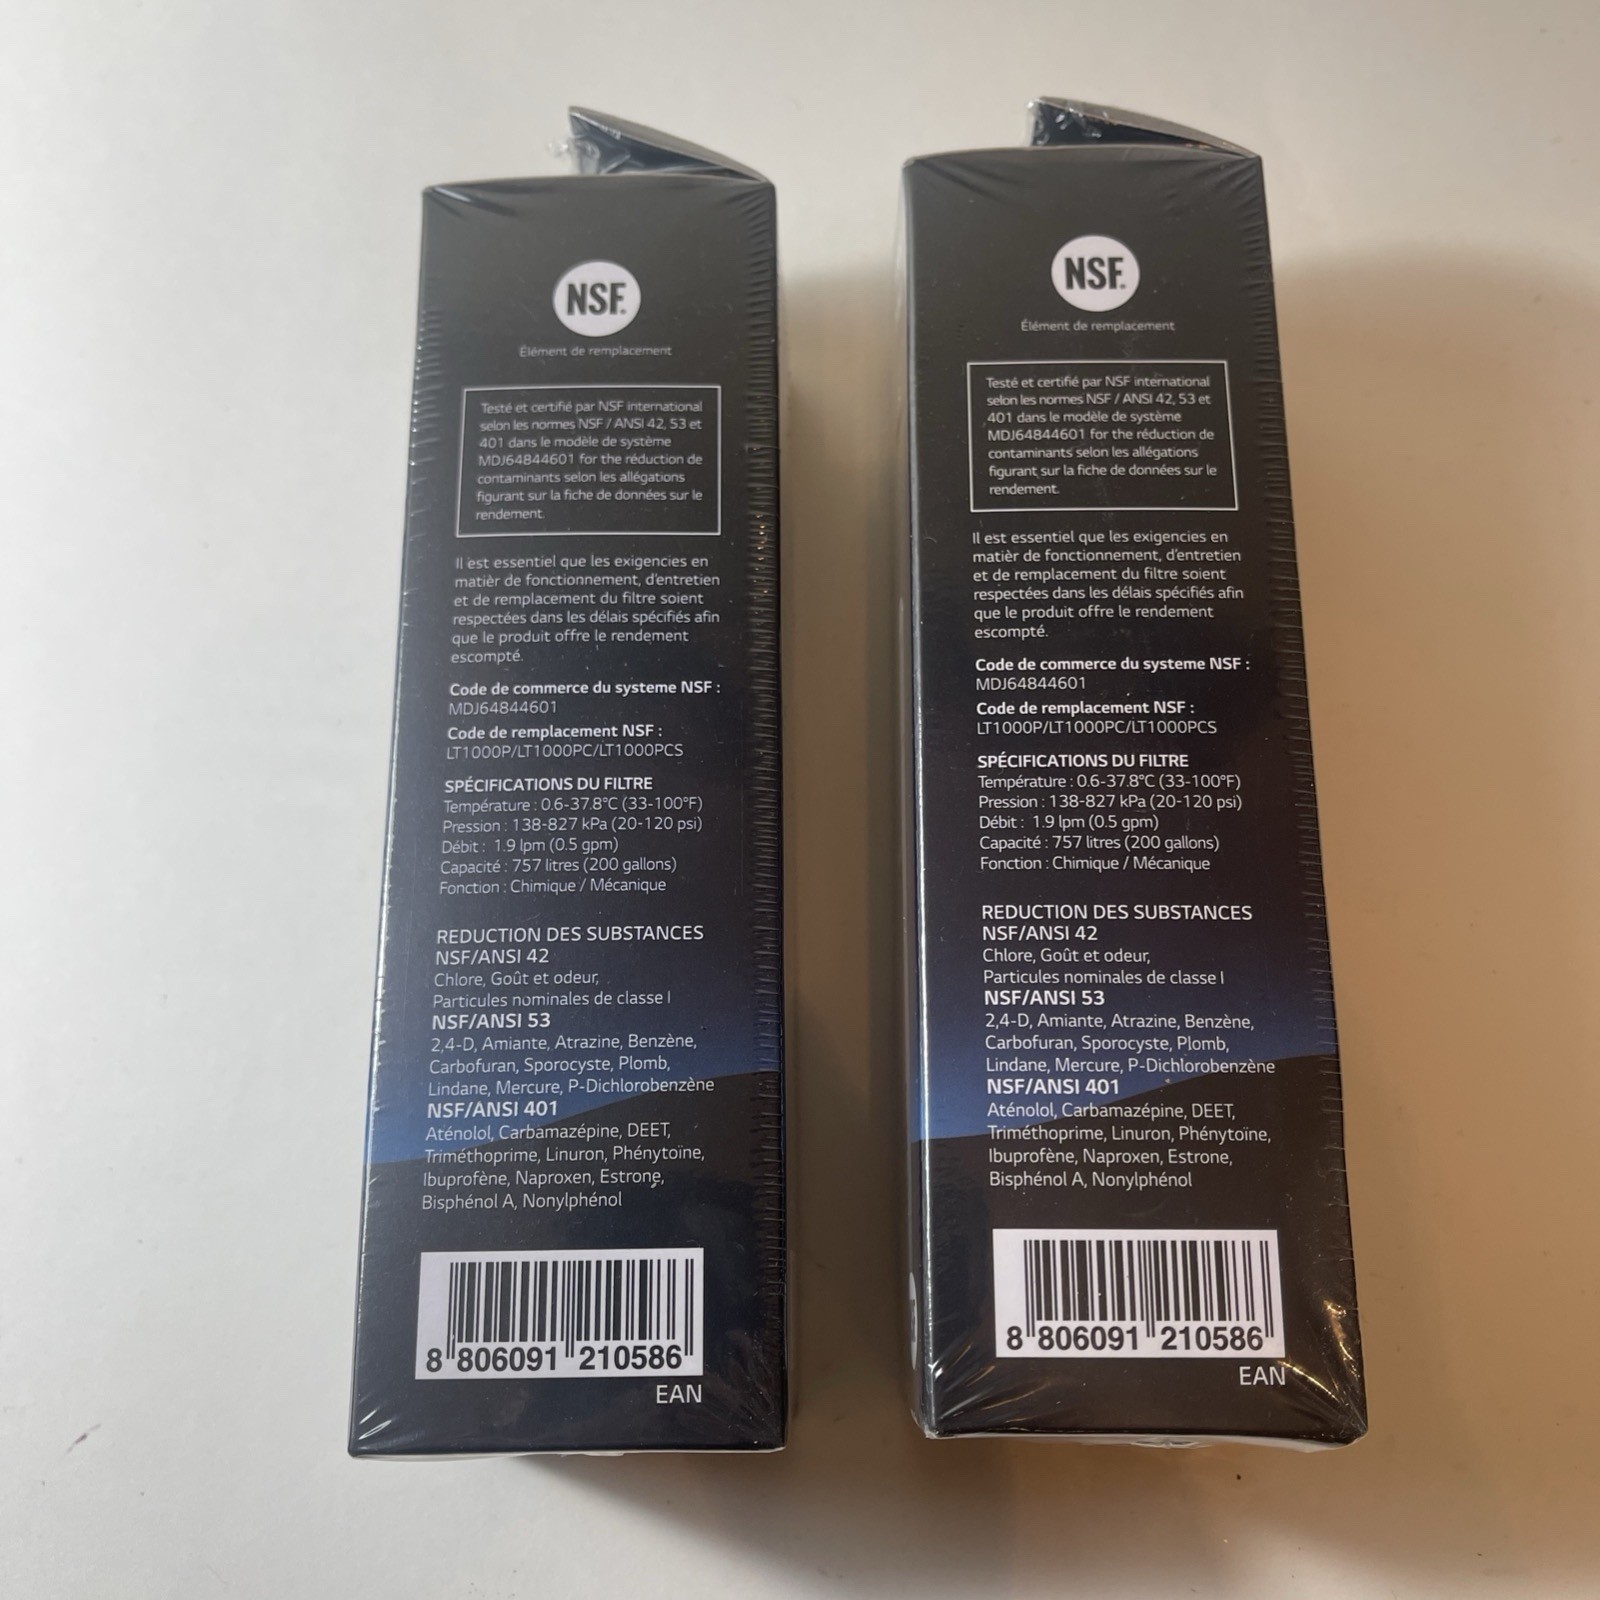 NSF.
Élément de remplacement
Testé et certifié par NSF international
selon les normes NSF / ANSI 42, 53 et
401 dans le modèle de système
MDJ64844601 for the réduction de
contaminants selon les allégations
figurant sur la fiche de données sur le
rendement.
Il est essentiel que les exigencies en
matièr de fonctionnement, d'entretien
et de remplacement du filtre soient
respectées dans les délais spécifiés afin
que le produit offre le rendement
escompté.
Code de commerce du systeme NSF :
MDJ64844601
Code de remplacement NSF :
LT1000P/LT1000PC/LT1000PCS
SPÉCIFICATIONS DU FILTRE
Température : 0.6-37.8°C (33-100°F)
Pression : 138-827 kPa (20-120 psi)
Débit : 1.9 lpm (0.5 gpm)
Capacité : 757 litres (200 gallons)
Fonction : Chimique / Mécanique
REDUCTION DES SUBSTANCES
NSF/ANSI 42
Chlore, Goût et odeur,
Particules nominales de classe I
NSF/ANSI 53
2,4-D, Amiante, Atrazine, Benzène,
Carbofuran, Sporocyste, Plomb,
Lindane, Mercure, P-Dichlorobenzène
NSF/ANSI 401
Aténolol, Carbamazépine, DEET,
Triméthoprime, Linuron, Phénytoïne,
Ibuprofène, Naproxen, Estrone,
Bisphénol A, Nonylphénol
8 806091 210586
EAN
NSF.
Élément de remplacement
Testé et certifié par NSF international
selon les normes NSF / ANSI 42, 53 et
401 dans le modèle de système
MDJ64844601 for the réduction de
contaminants selon les allégations
figurant sur la fiche de données sur le
rendement.
Il est essentiel que les exigencies en
matièr de fonctionnement, d'entretien
et de remplacement du filtre soient
respectées dans les délais spécifiés afin
que le produit offre le rendement
escompté.
Code de commerce du systeme NSF :
MDJ64844601
Code de remplacement NSF :
LT1000P/LT1000PC/LT1000PCS
SPÉCIFICATIONS DU FILTRE
Température : 0.6-37.8°C (33-100°F)
Pression : 138-827 kPa (20-120 psi)
Débit : 1.9 lpm (0.5 gpm)
Capacité : 757 litres (200 gallons)
Fonction : Chimique / Mécanique
REDUCTION DES SUBSTANCES
NSF/ANSI 42
Chlore, Goût et odeur,
Particules nominales de classe I
NSF/ANSI 53
2,4-D, Amiante, Atrazine, Benzène,
Carbofuran, Sporocyste, Plomb,
Lindane, Mercure, P-Dichlorobenzène
NSF/ANSI 401
Aténolol, Carbamazépine, DEET,
Triméthoprime, Linuron, Phénytoïne,
Ibuprofène, Naproxen, Estrone,
Bisphénol A, Nonylphénol
8 806091 210586
EAN